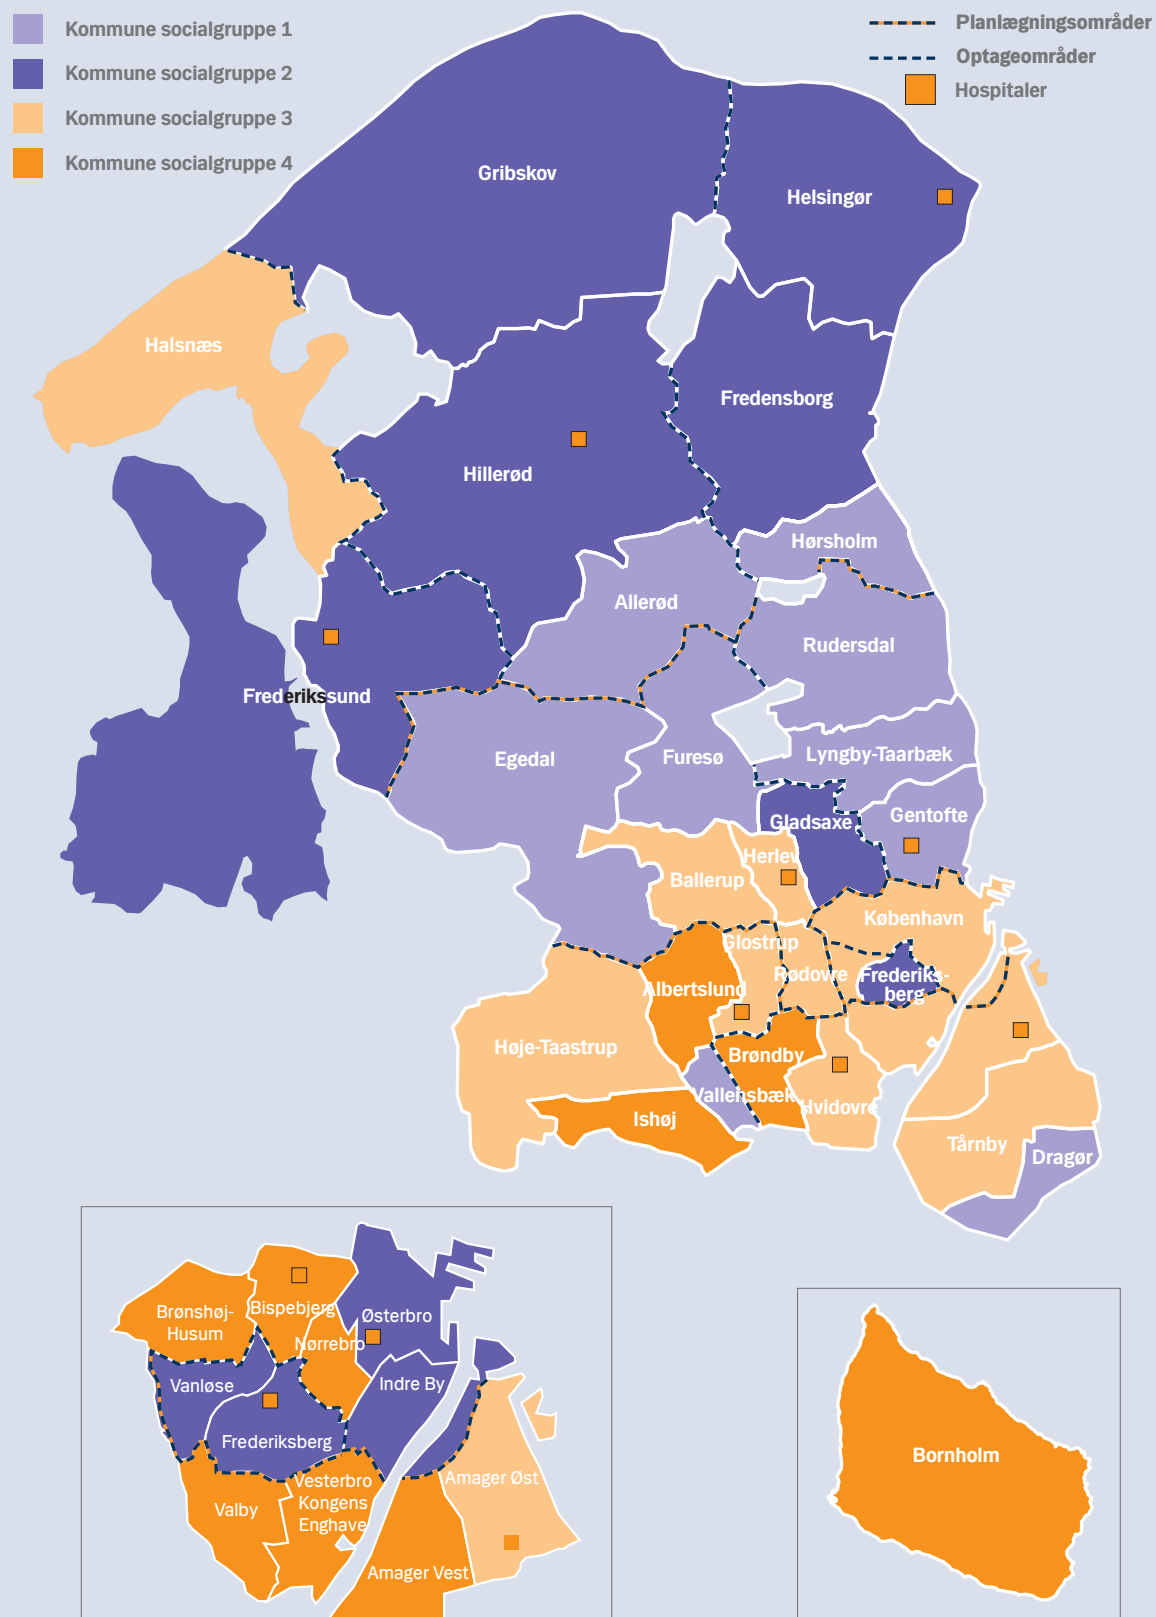 Kommune socialgruppe 1
Kommune socialgruppe 2
Kommune socialgruppe 3
Kommune socialgruppe 4
Planlægningsområder
Optageområder
Hospitaler
Gribskov
Helsingør
Halsnæs
Fredensborg
Hillerød
Hørsholm
Allerød
Rudersdal
Frederikssund
Egedal
Furesø
Lyngby-Taarbæk
Gladsaxe
Gentofte
Herlev
Ballerup
København
Glostrup
Rødovre
Frederiks-
berg
Albertslund
Høje-Taastrup
Brøndby
Vallensbæk
Hvidovre
Ishøj
Tårnby
Dragør
Brønshøj-
Husum
Bispebjerg
Østerbro
Nørrebro
Vanløse
Indre By
Frederiksberg
Valby
Vesterbro
Kongens
Enghave
Amager Øst
Amager Vest
Bornholm